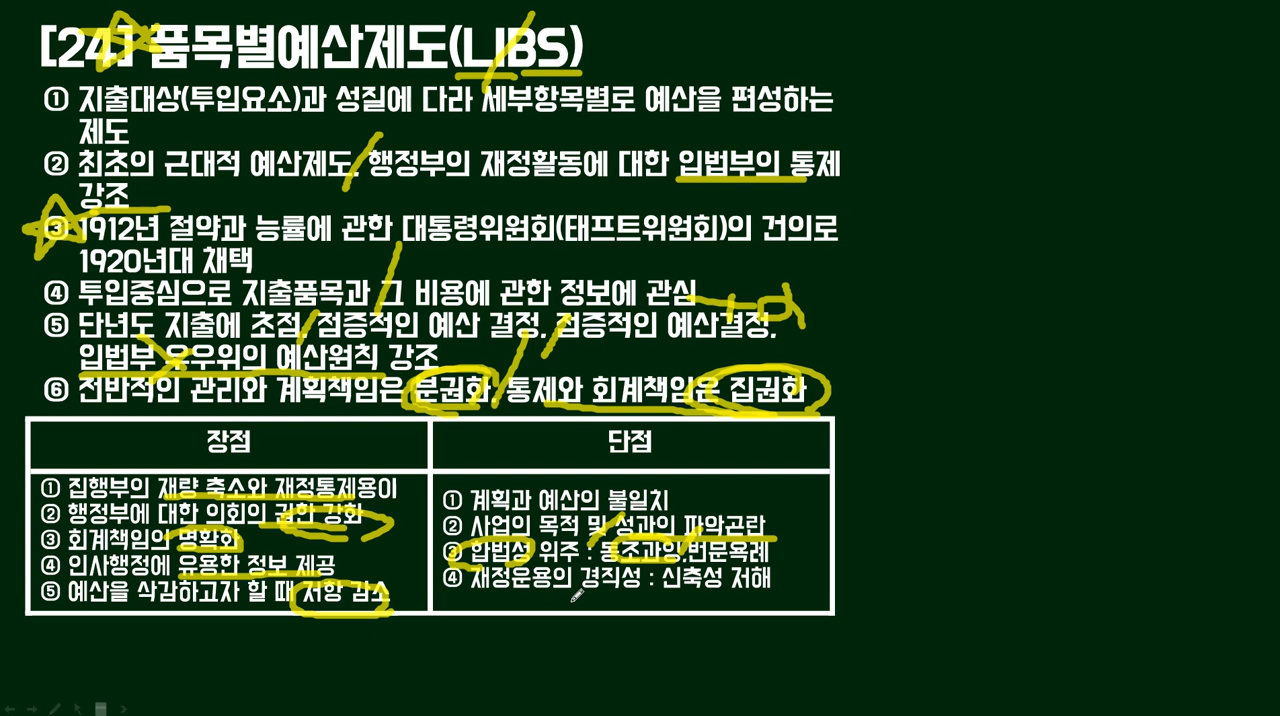 [24] 품목별예산제도(LIBS)
① 지출대상(투입요소)과 성질에 다라 세부항목별로 예산을 편성하는
제도
② 최초의 근대적 예산제도, 행정부의 재정활동에 대한 입법부의 통제
강조
③ 1912년 절약과 능률에 관한 대통령위원회(태프트위원회)의 건의로
1920년대 채택
④ 투입중심으로 지출품목과 그 비용에 관한 정보에 관심
⑤ 단년도 지출에 초점, 점증적인 예산 결정, 점증적인 예산결정,
입법부 우우위의 예산원칙 강조
⑥ 전반적인 관리와 계획책임은 분권화, 통제와 회계책임은 집권화
장점
① 집행부의 재량 축소와 재정통제용이
② 행정부에 대한 의회의 권한 강화
③ 회계책임의 명확화
④ 인사행정에 유용한 정보 제공
⑤ 예산을 삭감하고자 할 때 저항 감소
단점
① 계획과 예산의 불일치
② 사업의 목적 및 성과의 파악곤란
③ 합법성 위주 : 동조과잉,번문욕례
④ 재정운용의 경직성 : 신축성 저해